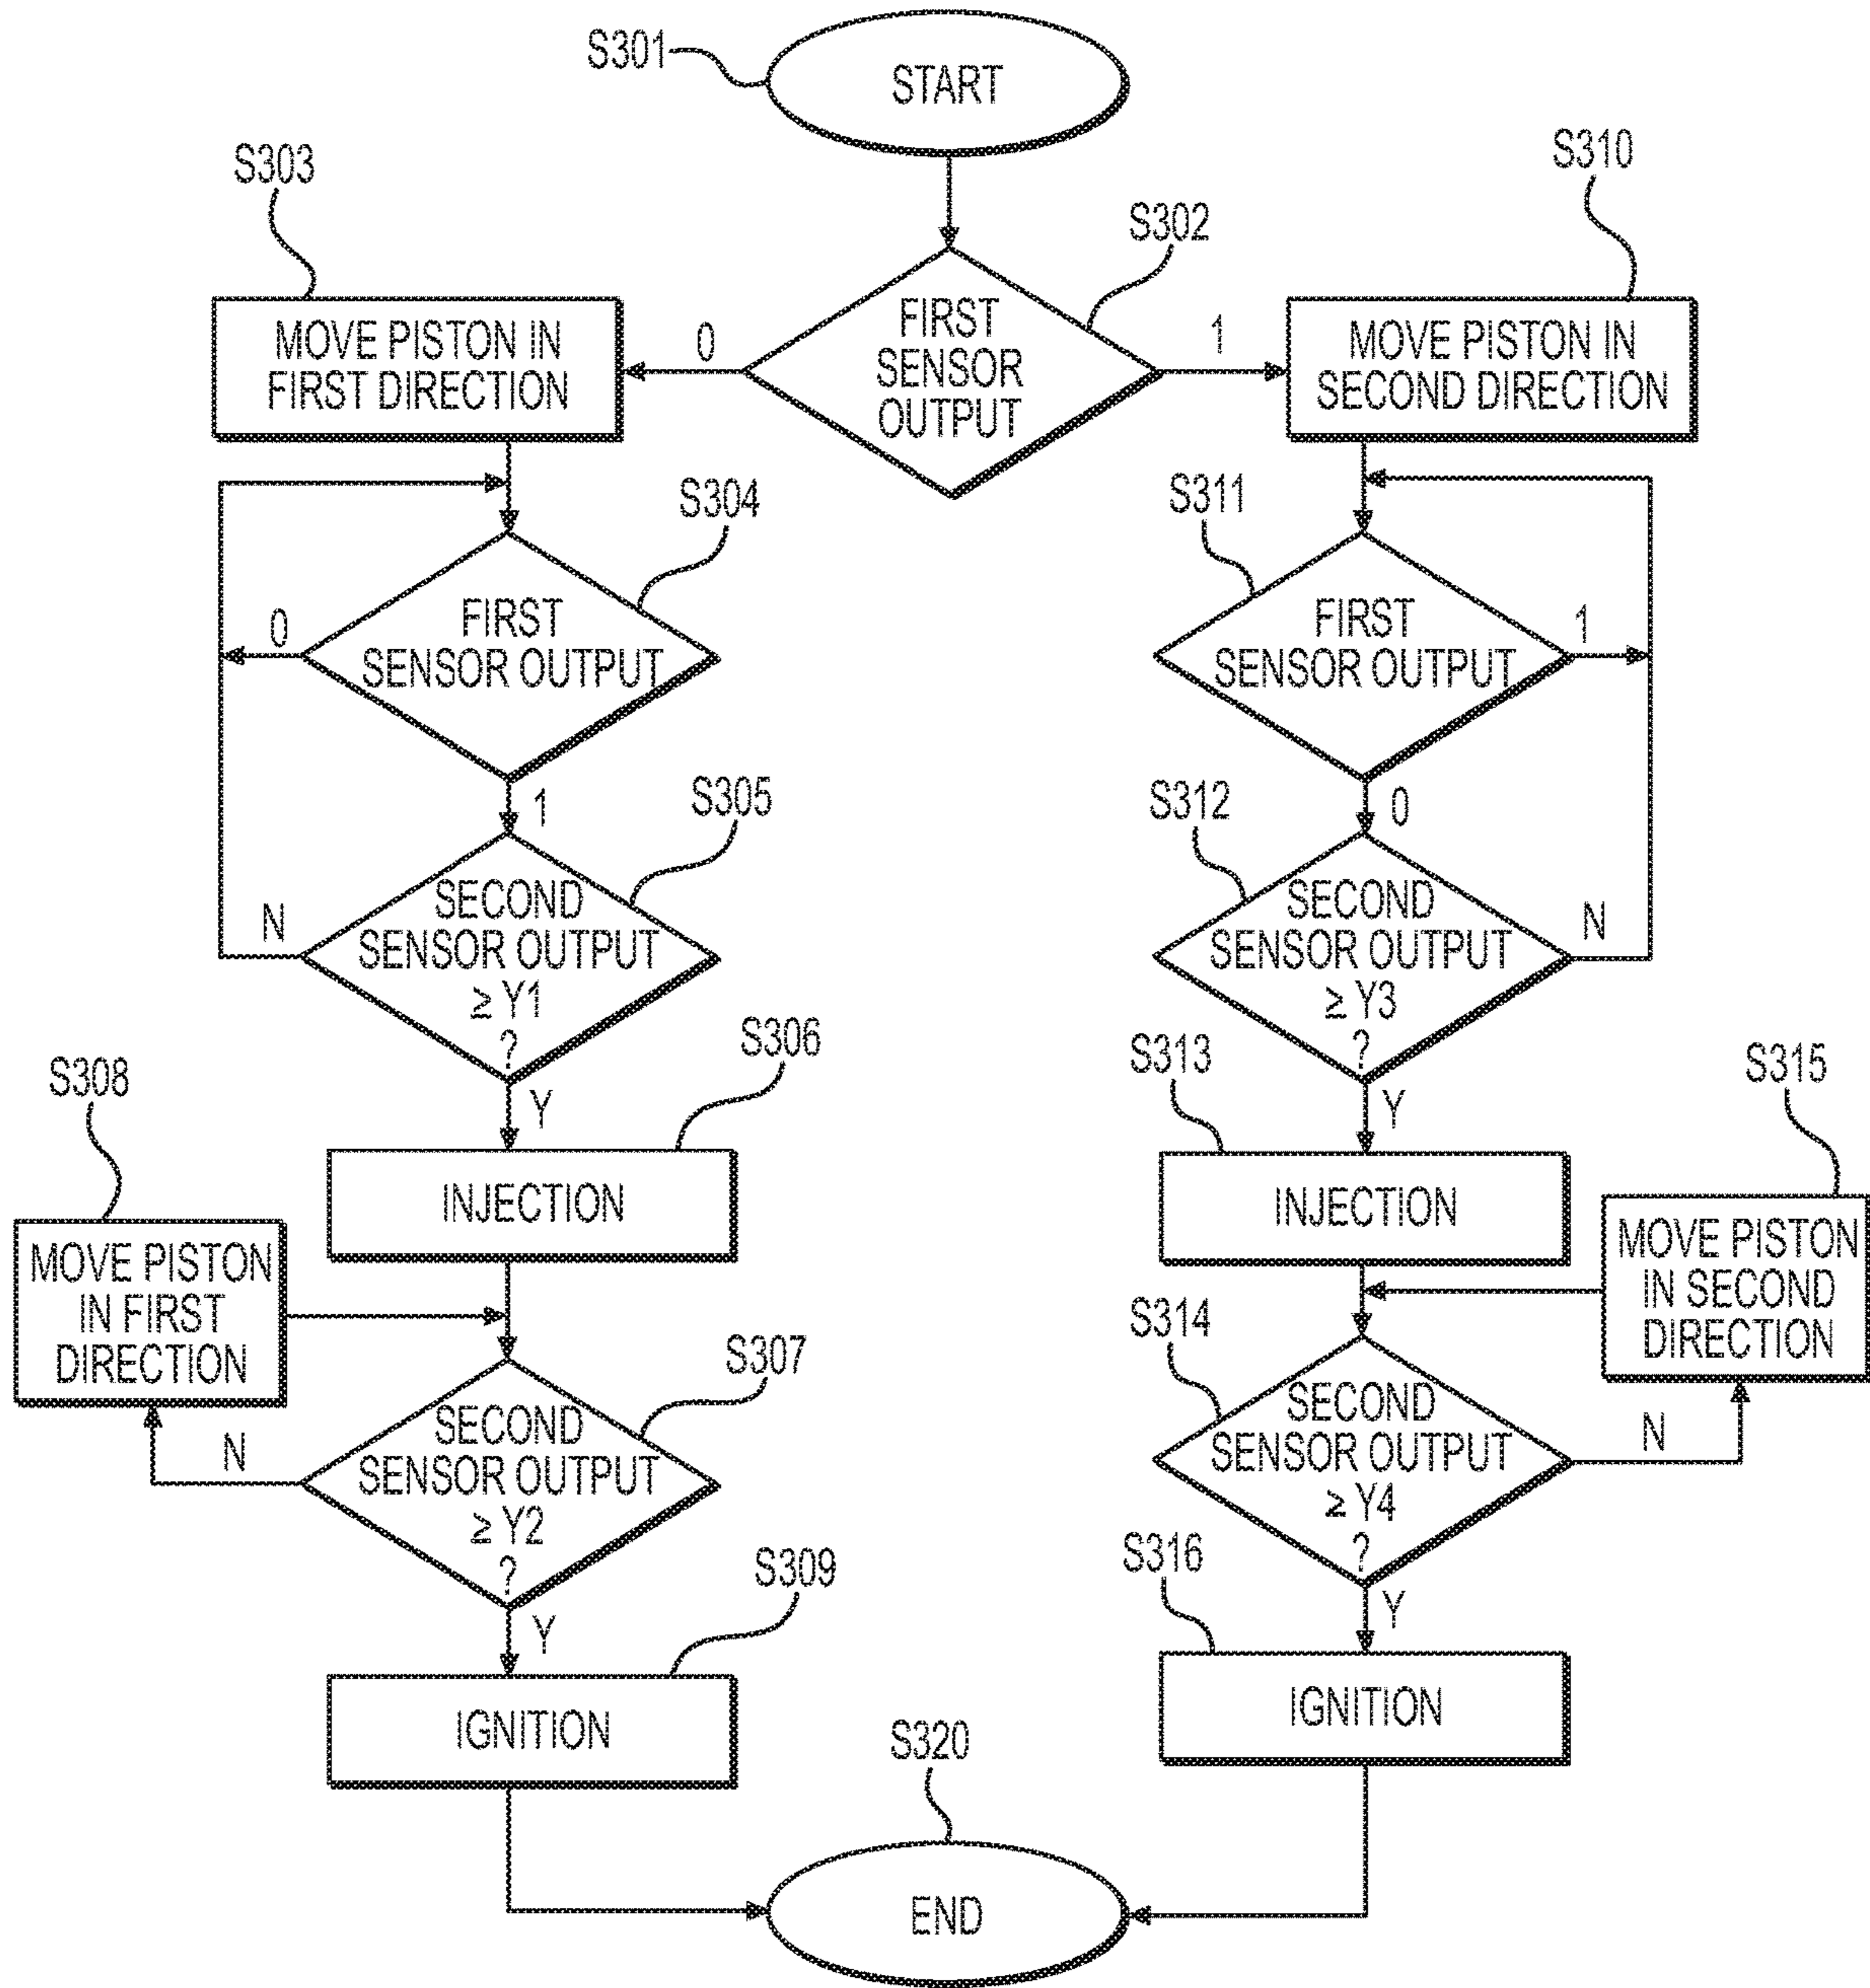 S301
START
S303
S310
S302
MOVE PISTON IN
FIRST DIRECTION
0
FIRST
SENSOR
OUTPUT
1
MOVE PISTON IN
SECOND DIRECTION
S304
S311
0
FIRST
SENSOR OUTPUT
FIRST
SENSOR OUTPUT
1
1
S305
S312
0
N
SECOND
SENSOR OUTPUT
≥ Y1
?
SECOND
SENSOR OUTPUT
≥ Y3
?
N
S308
S306
S313
S315
Y
Y
INJECTION
INJECTION
MOVE PISTON
IN FIRST
DIRECTION
MOVE PISTON
IN SECOND
DIRECTION
S307
S314
N
SECOND
SENSOR OUTPUT
≥ Y2
?
SECOND
SENSOR OUTPUT
≥ Y4
?
N
S309
S316
Y
Y
IGNITION
IGNITION
S320
END